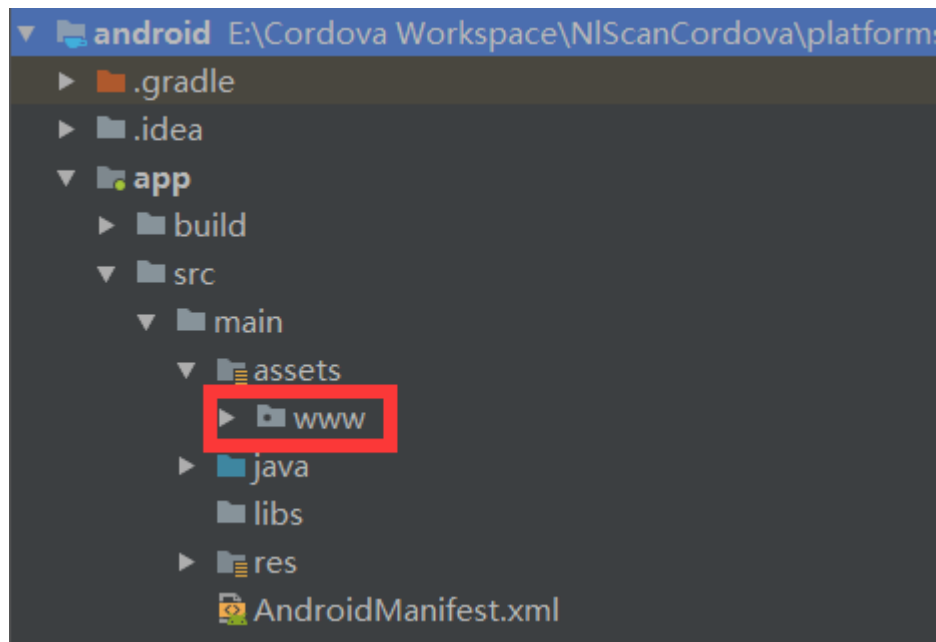 android E:\Cordova Workspace\NlScanCordova\platforms
.gradle
.idea
app
build
src
main
assets
www
java
libs
res
AndroidManifest.xml